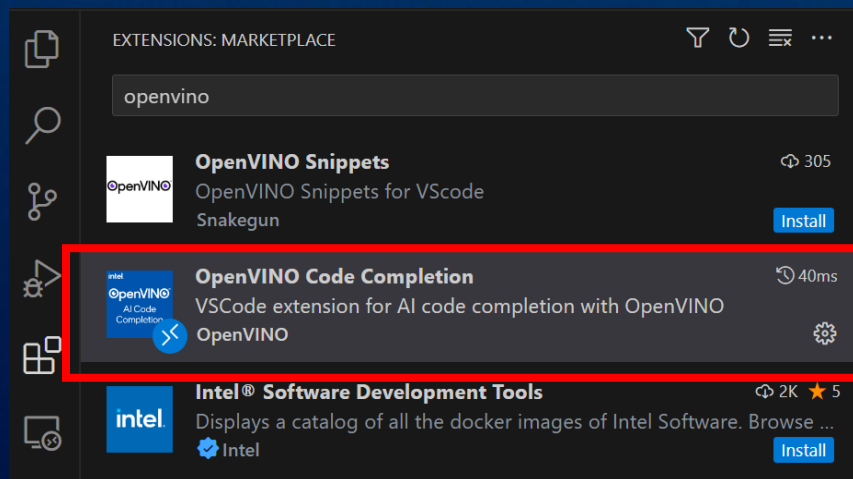 EXTENSIONS: MARKETPLACE
openvino
OpenVINO Snippets
305
OpenVINO
OpenVINO Snippets for VScode
Snakegun
Install
intel
OpenVINO
AI Code
Completion
OpenVINO Code Completion
40ms
VSCode extension for AI code completion with OpenVINO
OpenVINO
intel.
Intel® Software Development Tools
2K ★ 5
Displays a catalog of all the docker images of Intel Software. Browse ...
Intel
Install